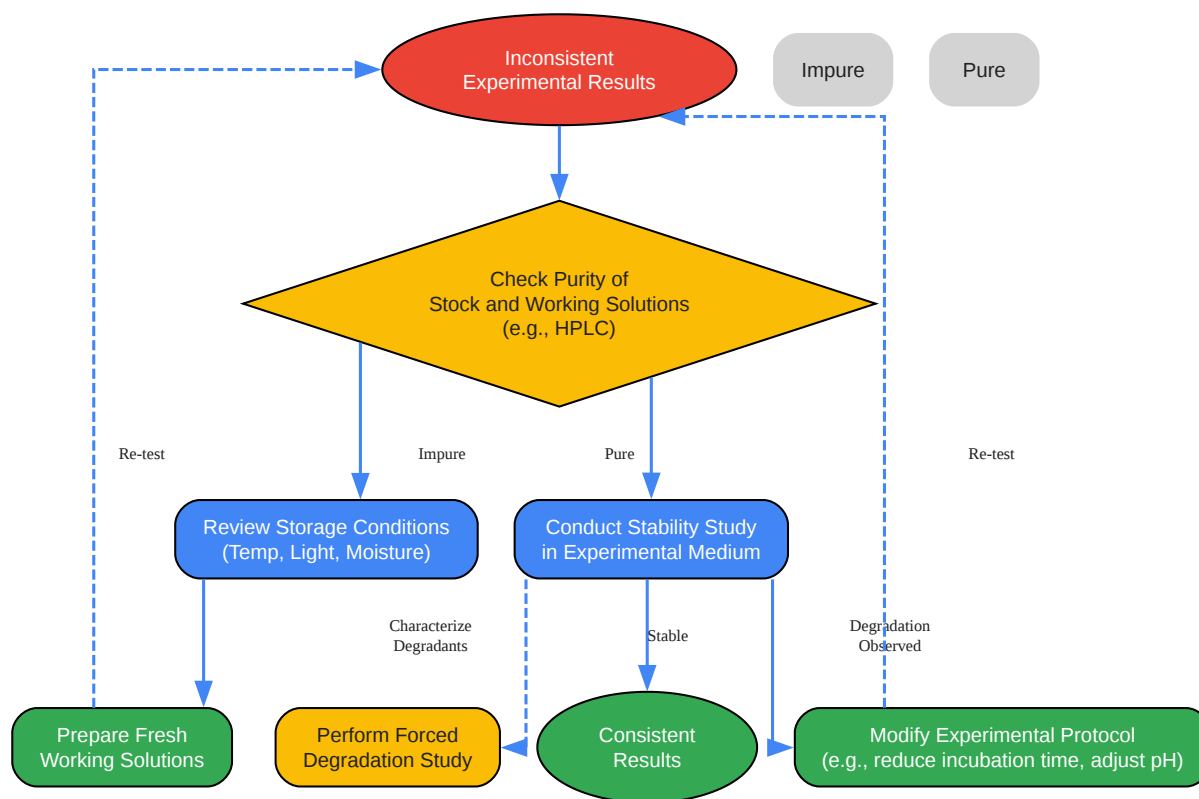 Inconsistent
Experimental Results
Impure
Pure
Check Purity of
Stock and Working Solutions
(e.g., HPLC)
Re-test
Impure
Pure
Re-test
Review Storage Conditions
(Temp, Light, Moisture)
Conduct Stability Study
in Experimental Medium
Characterize
Degradants
Stable
Degradation
Observed
Prepare Fresh
Working Solutions
Perform Forced
Degradation Study
Consistent
Results
Modify Experimental Protocol
(e.g., reduce incubation time, adjust pH)